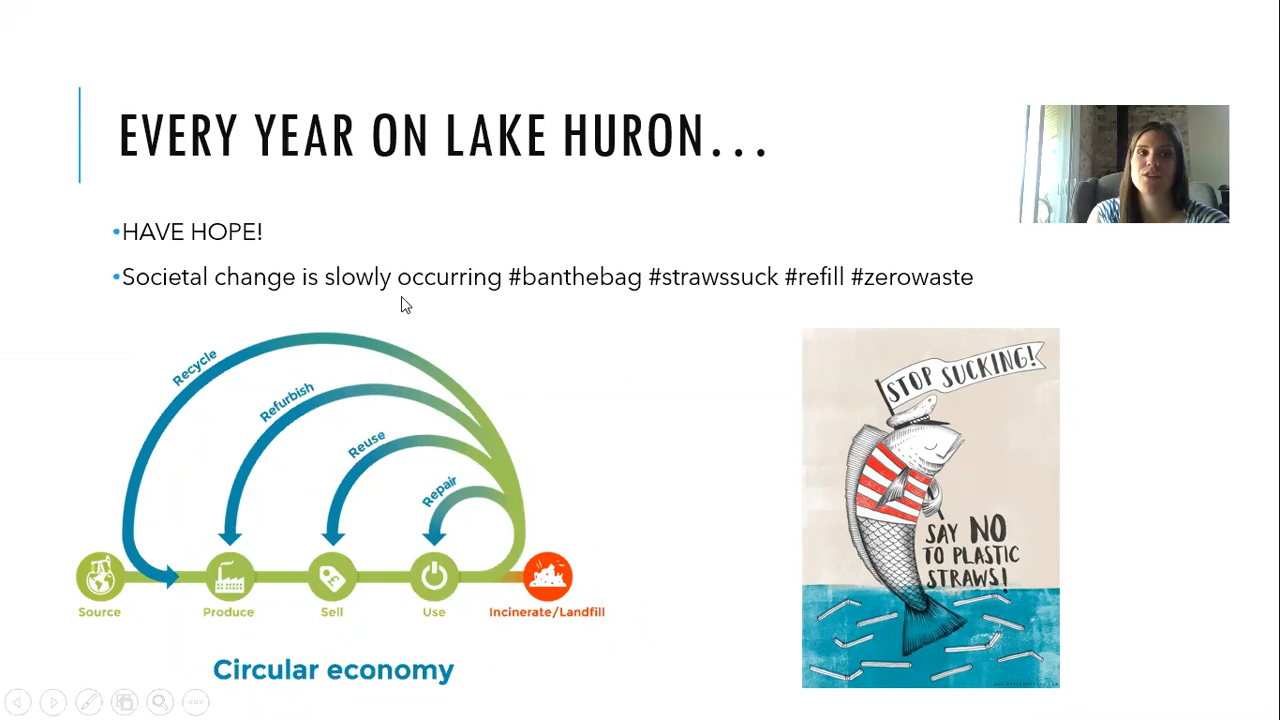 EVERY YEAR ON LAKE HURON...
•HAVE HOPE!
•Societal change is slowly occurring #banthebag #strawssuck #refill #zerowaste
Recycle
Refurbish
Reuse
Repair
Source
Produce
Sell
Use
Incinerate/Landfill
Circular economy
STOP SUCKING!
SAY NO
TO PLASTIC
STRAWS!